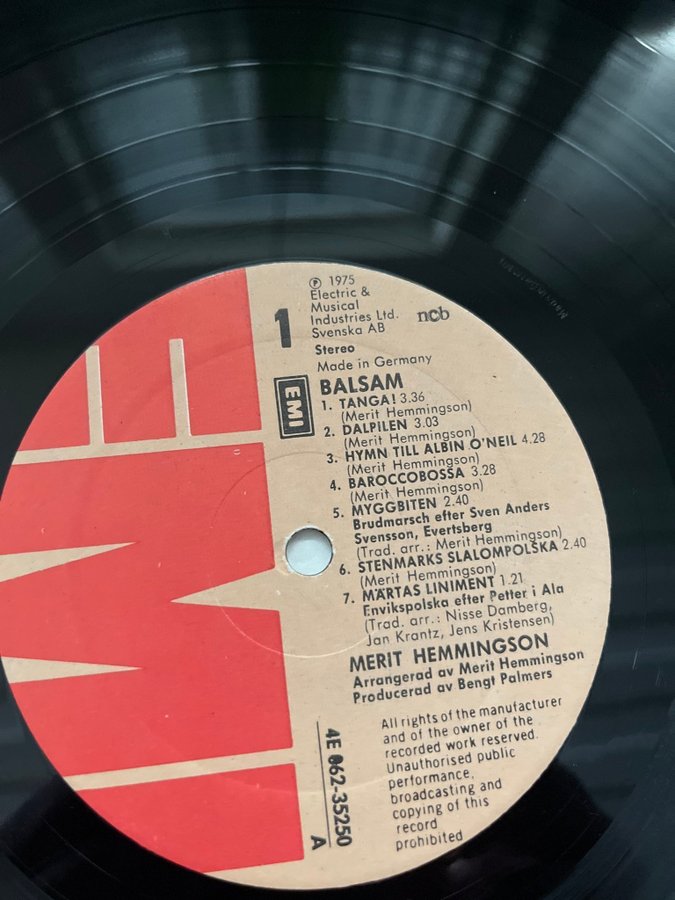 ℗ 1975
Electric &
Musical
Industries Ltd.
Svenska AB
ncb
1
Stereo
Made in Germany
EMI
BALSAM
1. TANGA! 3.36
(Merit Hemmingson)
2. DALPILEN 3.03
(Merit Hemmingson)
3. HYMN TILL ALBIN O'NEIL 4.28
(Merit Hemmingson)
4. BAROCCOBOSSA 3.28
(Merit Hemmingson)
5. MYGGBITEN 2.40
Brudmarsch efter Sven Anders
Svensson, Evertsberg
(Trad. arr.: Merit Hemmingson)
6. STENMARKS SLALOMPOLSKA 2.40
(Merit Hemmingson)
7. MÄRTAS LINIMENT 1.21
Envikspolska efter Petter i Ala
(Trad. arr.: Nisse Damberg,
Jan Krantz, Jens Kristensen)
MERIT HEMMINGSON
Arrangerad av Merit Hemmingson
Producerad av Bengt Palmers
4E 062-35250
A
All rights of the manufacturer
and of the owner of the
recorded work reserved.
Unauthorised public
performance,
broadcasting and
copying of this
record
prohibited